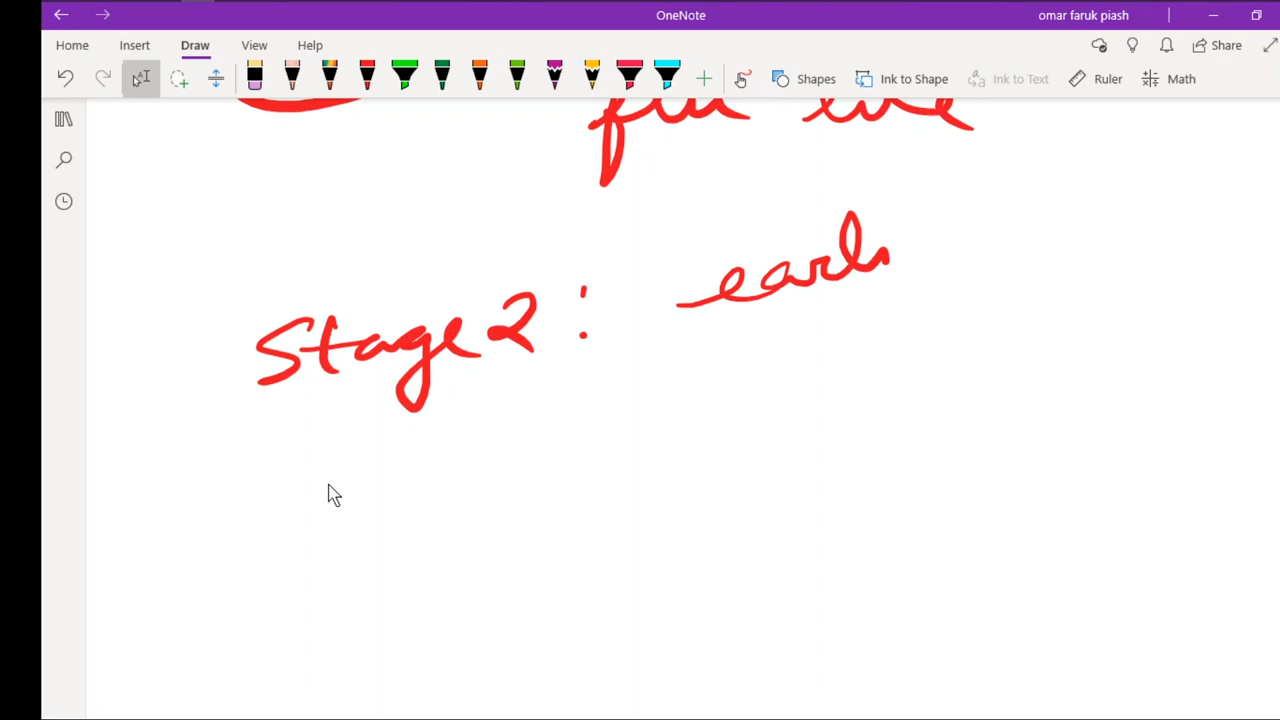 OneNote
omar faruk piash
Home Insert Draw View Help
Share
Shapes Ink to Shape Ink to Text Ruler Math
Stage 2 :